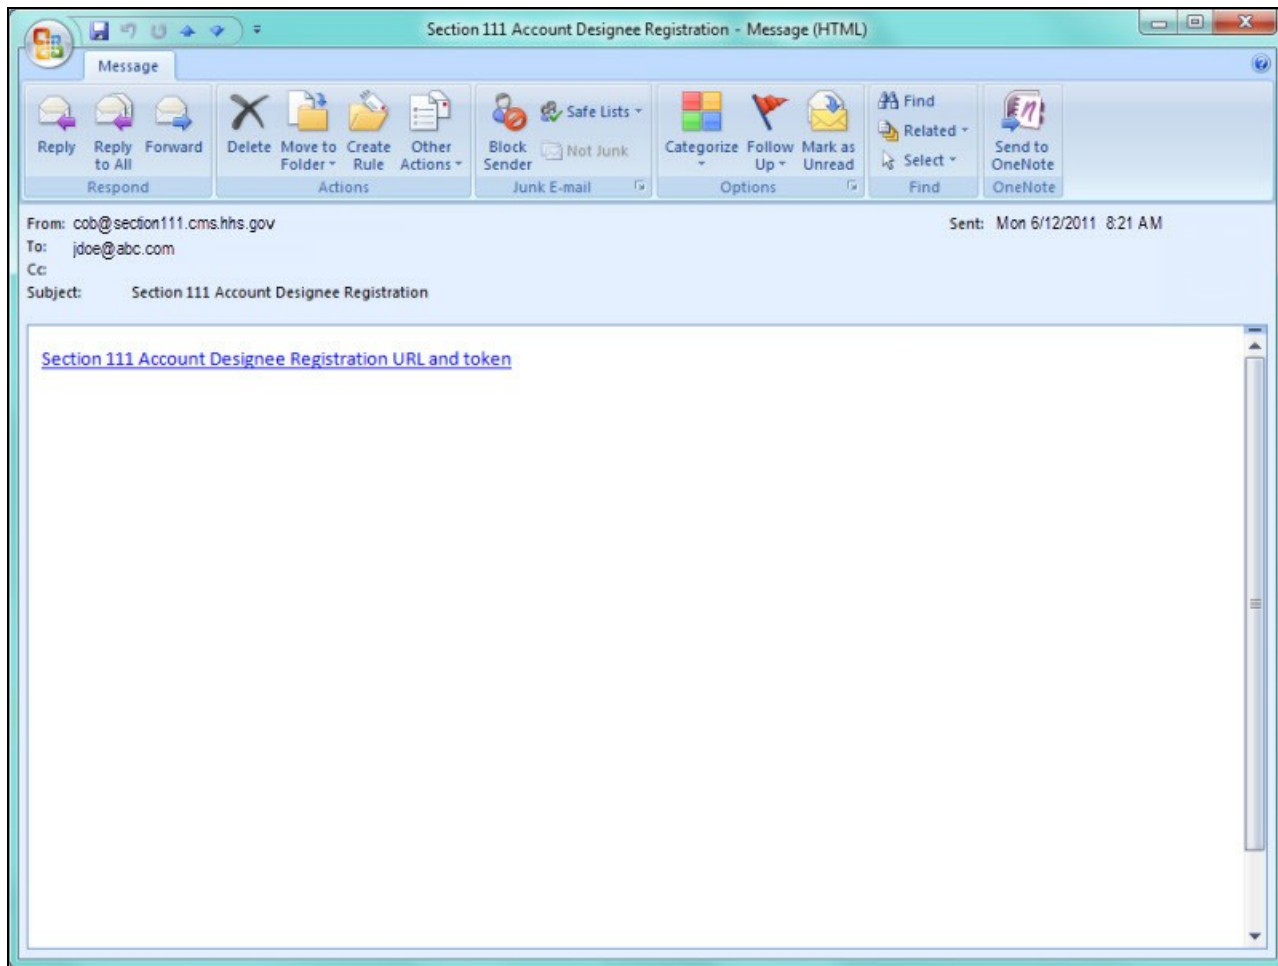 Section 111 Account Designee Registration - Message (HTML)
Message
Reply
Reply to All
Forward
Respond
Delete
Move to Folder
Create Rule
Other Actions
Actions
Block Sender
Safe Lists
Not Junk
Junk E-mail
Categorize
Follow Up
Mark as Unread
Options
Find
Related
Select
Find
Send to OneNote
OneNote
From: cob@section111.cms.hhs.gov
Sent: Mon 6/12/2011 8:21 AM
To: jdoe@abc.com
Cc:
Subject: Section 111 Account Designee Registration
Section 111 Account Designee Registration URL and token